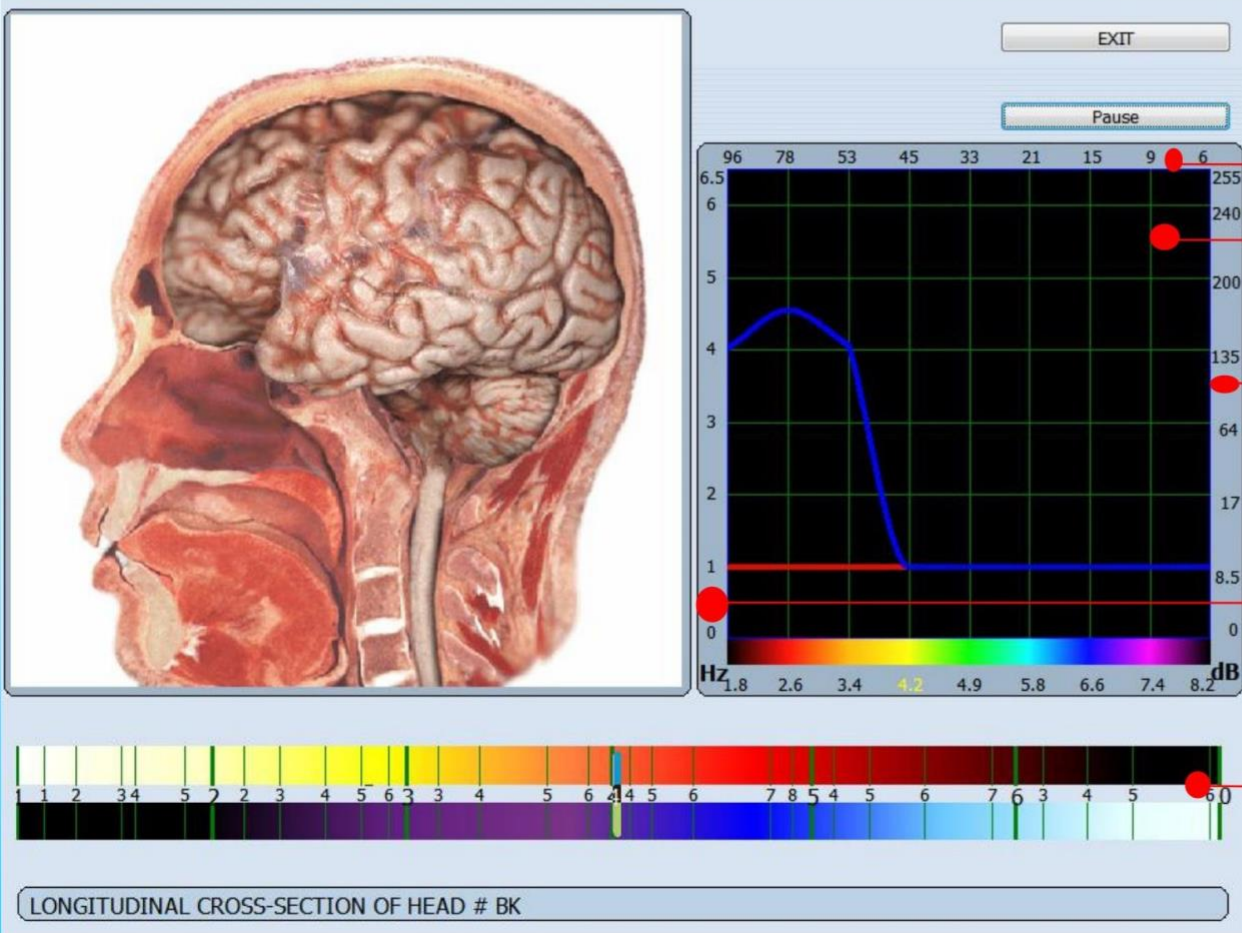 EXIT
Pause
96 78 53 45 33 21 15 9 6
6.5 255
6 240
5 200
4 135
3 64
2 17
1 8.5
0 0
Hz dB
1.8 2.6 3.4 4.2 4.9 5.8 6.6 7.4 8.2
1 1 2 3 4 5 2 2 3 4 5 6 3 3 4 5 6 4 4 5 6 7 8 5 4 5 6 7 6 3 4 5 6 0
LONGITUDINAL CROSS-SECTION OF HEAD # BK